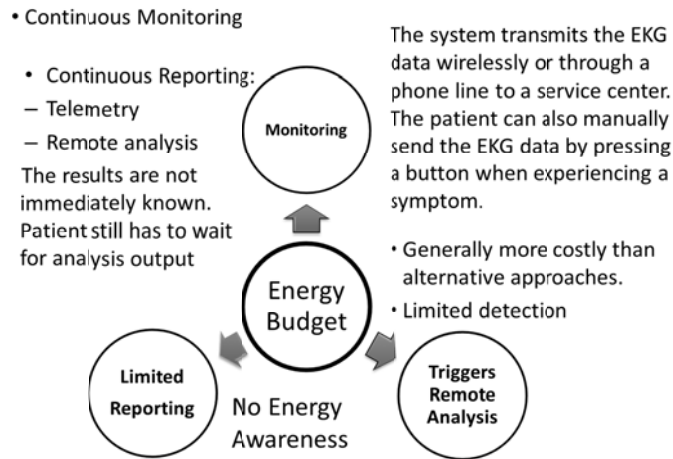 • Continuous Monitoring
• Continuous Reporting:
– Telemetry
– Remote analysis
The results are not
immediately known.
Patient still has to wait
for analysis output
Monitoring
The system transmits the EKG
data wirelessly or through a
phone line to a service center.
The patient can also manually
send the EKG data by pressing
a button when experiencing a
symptom.
• Generally more costly than
alternative approaches.
• Limited detection
Energy
Budget
Limited
Reporting
No Energy
Awareness
Triggers
Remote
Analysis